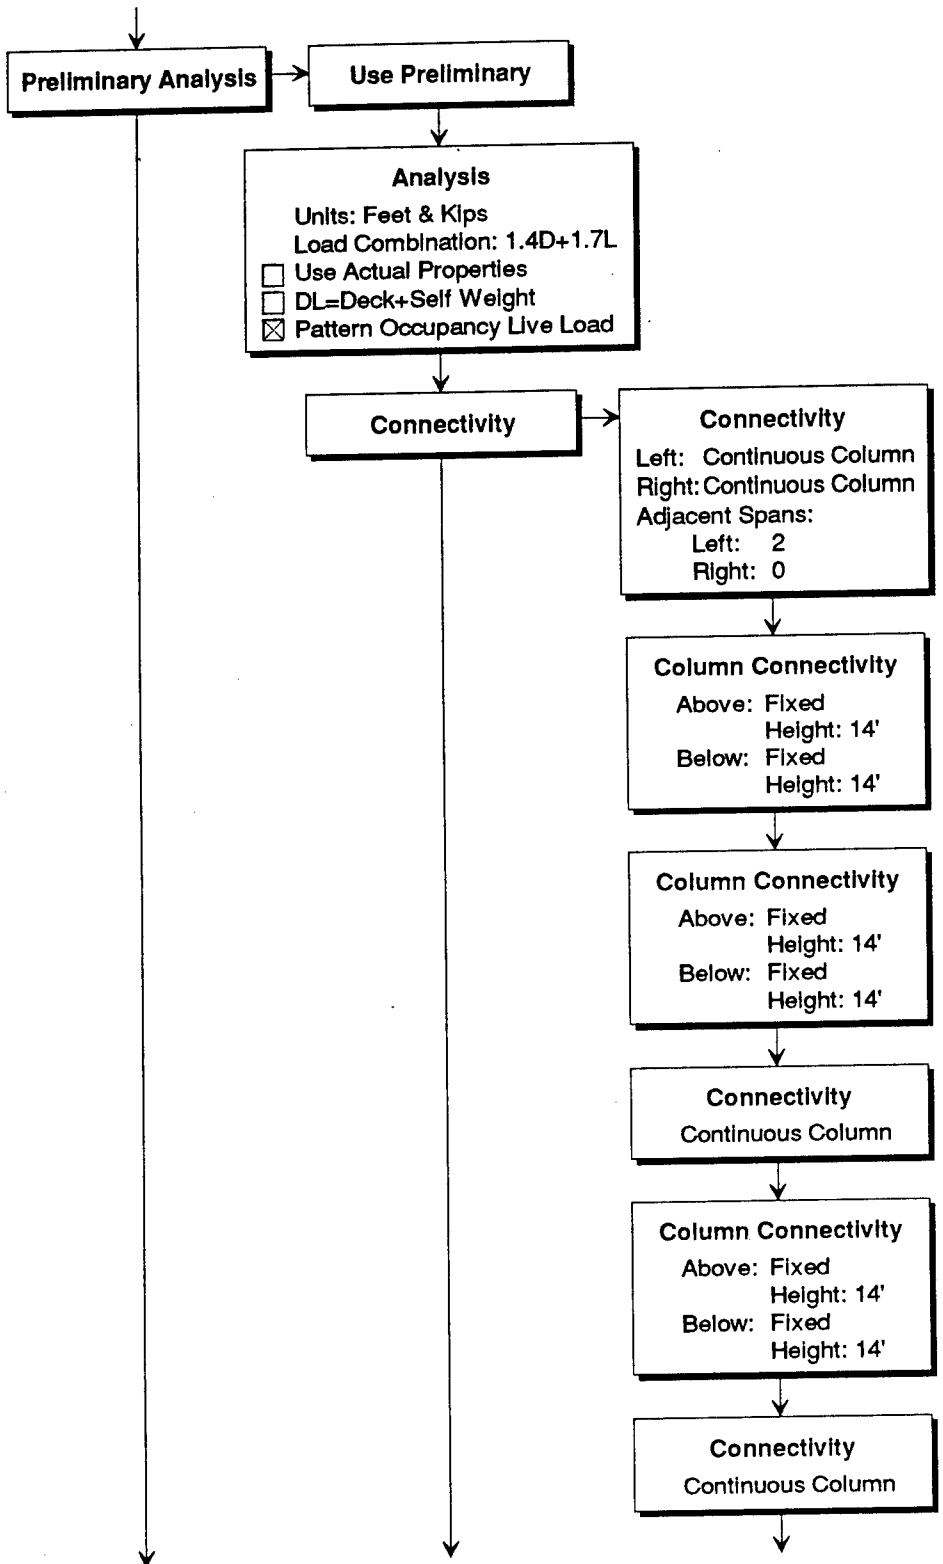 Preliminary Analysis
Use Preliminary
Analysis
Units: Feet & Kips
Load Combination: 1.4D+1.7L
Use Actual Properties
DL=Deck+Self Weight
Pattern Occupancy Live Load
Connectivity
Connectivity
Left: Continuous Column
Right: Continuous Column
Adjacent Spans:
Left: 2
Right: 0
Column Connectivity
Above: Fixed
Height: 14'
Below: Fixed
Height: 14'
Column Connectivity
Above: Fixed
Height: 14'
Below: Fixed
Height: 14'
Connectivity
Continuous Column
Column Connectivity
Above: Fixed
Height: 14'
Below: Fixed
Height: 14'
Connectivity
Continuous Column